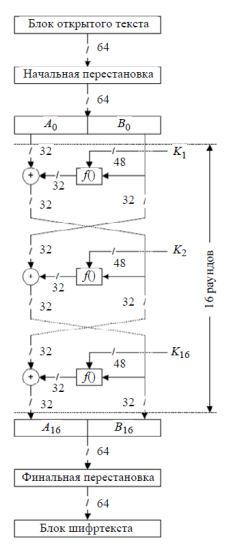 Блок открытого текста
64
Начальная перестановка
64
A0 B0
32 32
K1
48
f()
+
32
32 32
K2
48
f()
+
32
32 32
32
K16
48
f()
+
32
32 32
16 раундов
A16 B16
64
Финальная перестановка
64
Блок шифртекста